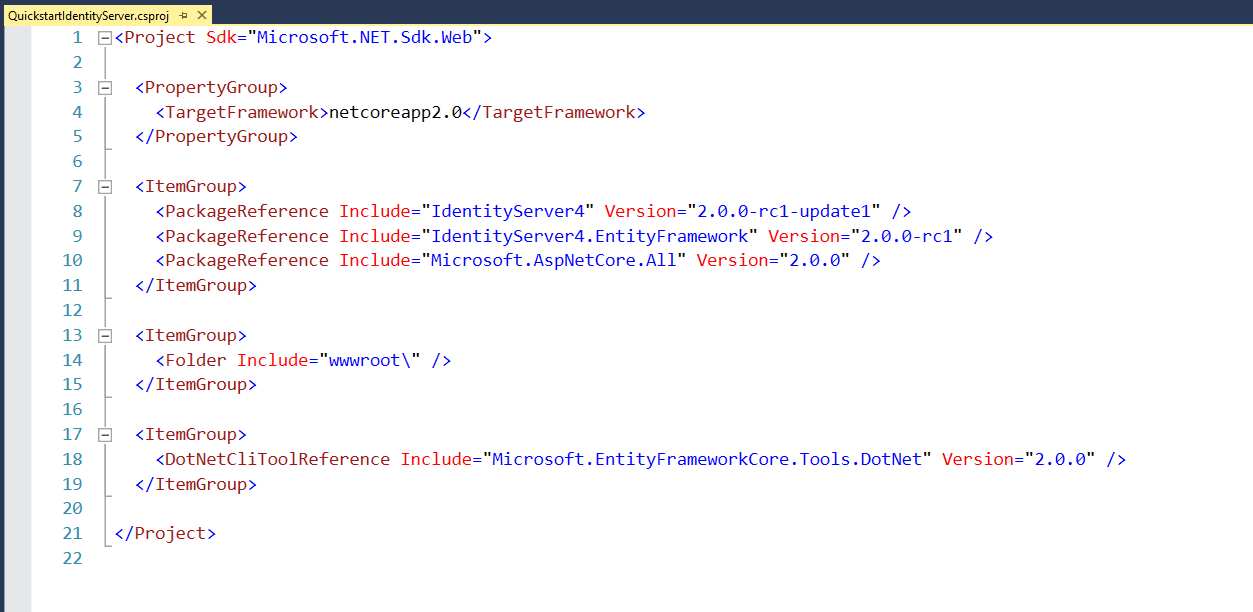 QuickstartIdentityServer.csproj
1 <Project Sdk="Microsoft.NET.Sdk.Web">
2
3 <PropertyGroup>
4 <TargetFramework>netcoreapp2.0</TargetFramework>
5 </PropertyGroup>
6
7 <ItemGroup>
8 <PackageReference Include="IdentityServer4" Version="2.0.0-rc1-update1" />
9 <PackageReference Include="IdentityServer4.EntityFramework" Version="2.0.0-rc1" />
10 <PackageReference Include="Microsoft.AspNetCore.All" Version="2.0.0" />
11 </ItemGroup>
12
13 <ItemGroup>
14 <Folder Include="wwwroot\" />
15 </ItemGroup>
16
17 <ItemGroup>
18 <DotNetCliToolReference Include="Microsoft.EntityFrameworkCore.Tools.DotNet" Version="2.0.0" />
19 </ItemGroup>
20
21 </Project>
22